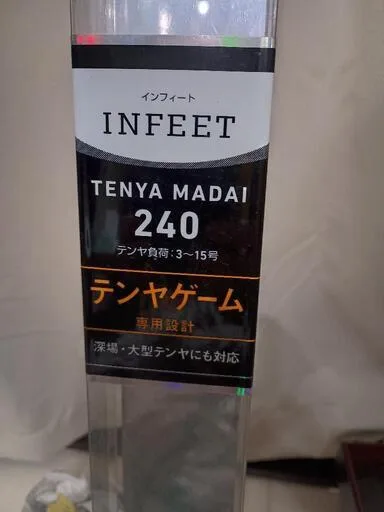 インフィート
INFEET
TENYA MADAI
240
テンヤ負荷:3〜15号
テンヤゲーム
専用設計
深場・大型テンヤにも対応